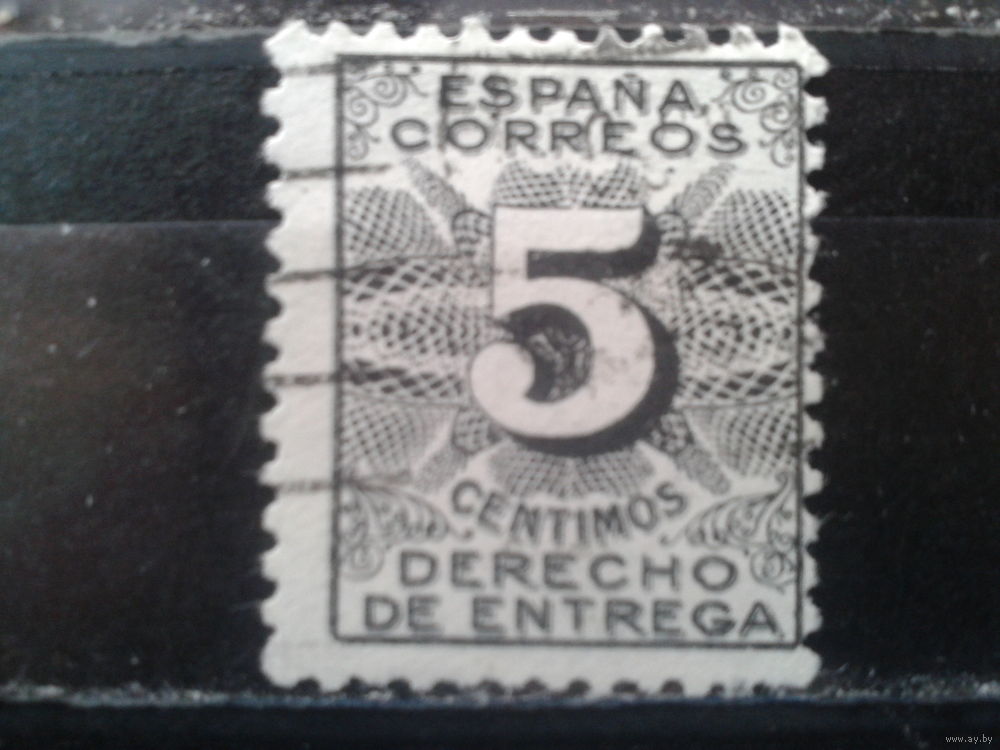 ESPAÑA.
CORREOS
5
CENTIMOS
DERECHO
DE ENTREGA
www.ay.by